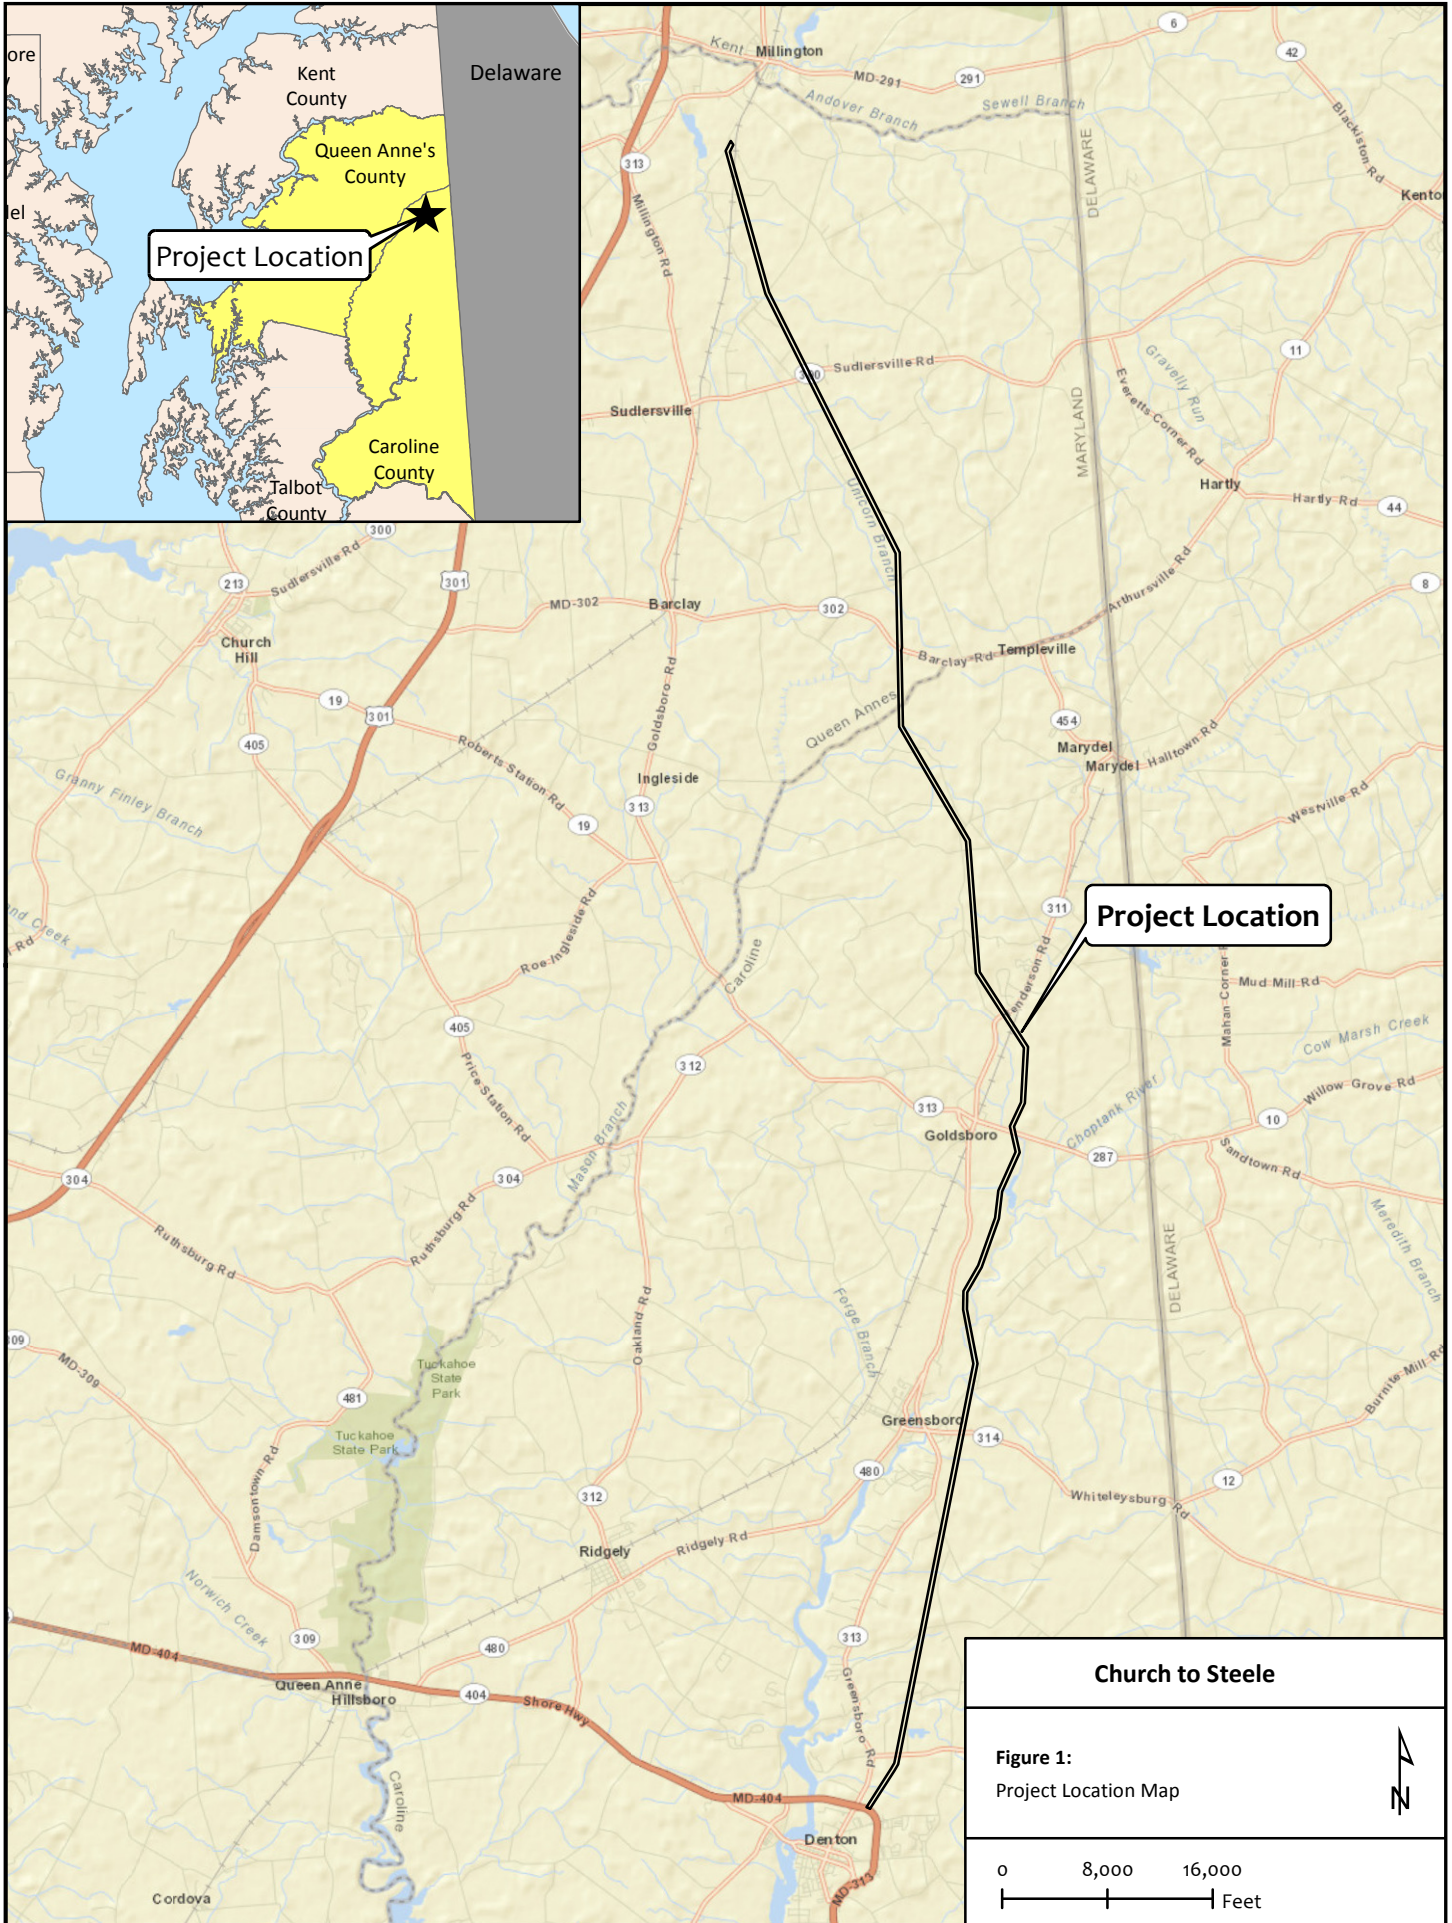 ore
Kent
County
Delaware
Queen Anne's
County
Project Location
Caroline
County
Talbot
County
Kent
Millington
MD-291
291
6
42
Andover Branch
Sewell Branch
Blackiston Rd
313
Millington Rd
DELAWARE
MARYLAND
Sudlersville Rd
Sudlersville
11
Gravelly Run
Everetts Corner Rd
Hartly
Hartly Rd
44
Unicorn Branch
300
Sudlersville Rd
213
301
Church
Hill
MD-302
Barclay
302
Barclay Rd
Templeville
Arthursville Rd
8
19
301
405
Goldsboro Rd
Queen Annes
454
Marydel
Marydel
Halltown Rd
Roberts Station Rd
Ingleside
313
19
Granny Finley Branch
Westville Rd
Roe-Ingleside Rd
311
Project Location
Caroline
Mud Mill Rd
405
312
Price Station Rd
Cow Marsh Creek
Willow Grove Rd
10
313
Goldsboro
Choptank River
287
Sandtown Rd
Mason Branch
304
304
Ruthsburg Rd
Ruthsburg Rd
Meredith Branch
DELAWARE
Oakland Rd
Forge Branch
MD-309
Tuckahoe
State
Park
481
Tuckahoe
State Park
Burnite Mill Rd
Greensboro
314
480
12
Whiteleysburg Rd
Damsontown Rd
312
Ridgely
Ridgely Rd
Norwich Creek
309
480
313
MD-404
Queen Anne
Hillsboro
404
Shore Hwy
Greensboro Rd
Caroline
MD-404
Denton
MD-313
Cordova
Church to Steele
Figure 1:
Project Location Map
N
0 8,000 16,000
Feet